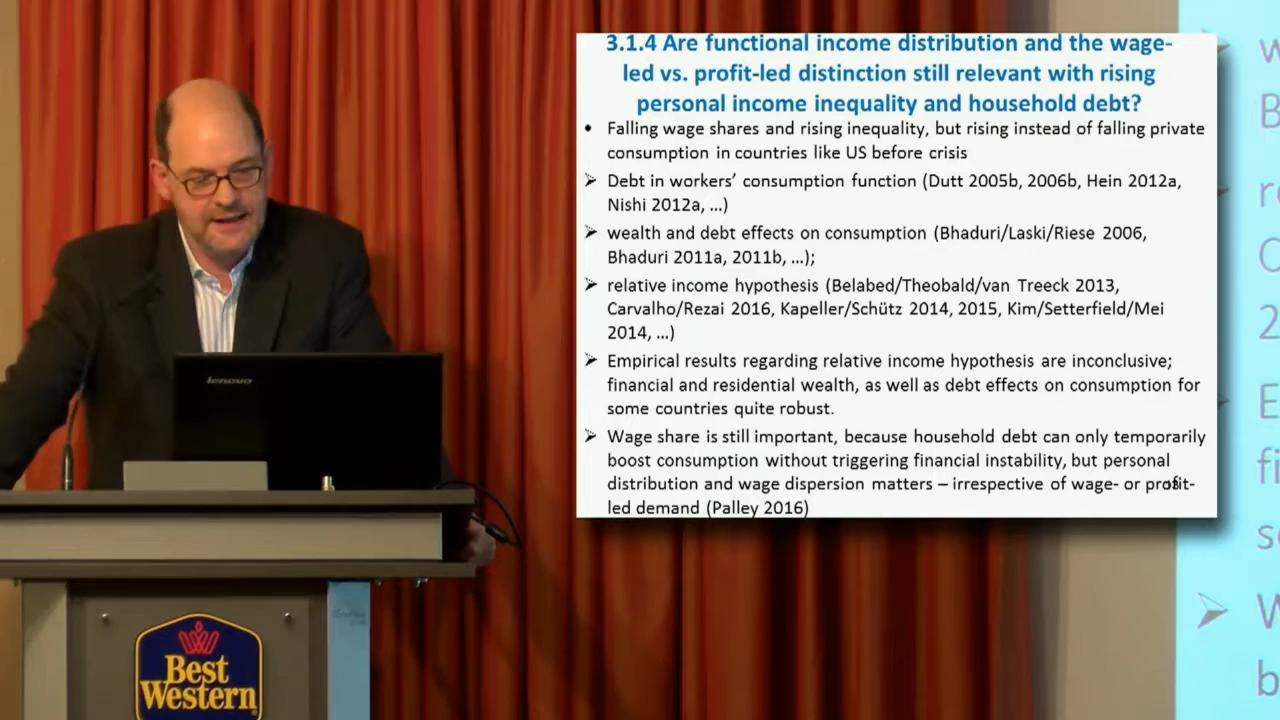 3.1.4 Are functional income distribution and the wage-
led vs. profit-led distinction still relevant with rising
personal income inequality and household debt?
• Falling wage shares and rising inequality, but rising instead of falling private
consumption in countries like US before crisis
➢ Debt in workers' consumption function (Dutt 2005b, 2006b, Hein 2012a,
Nishi 2012a, ...)
➢ wealth and debt effects on consumption (Bhaduri/Laski/Riese 2006,
Bhaduri 2011a, 2011b, ...);
➢ relative income hypothesis (Belabed/Theobald/van Treeck 2013,
Carvalho/Rezai 2016, Kapeller/Schütz 2014, 2015, Kim/Setterfield/Mei
2014, ...)
➢ Empirical results regarding relative income hypothesis are inconclusive;
financial and residential wealth, as well as debt effects on consumption for
some countries quite robust.
➢ Wage share is still important, because household debt can only temporarily
boost consumption without triggering financial instability, but personal
distribution and wage dispersion matters – irrespective of wage- or profit-
led demand (Palley 2016)
lenovo
Best
Western